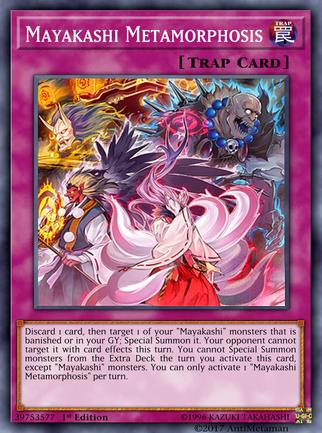 Mayakashi Metamorphosis
TRAP
罠
[Trap Card]
Discard 1 card, then target 1 of your "Mayakashi" monsters that
is banished or in your GY; Special Summon it. Your opponent cannot
target it with card effects this turn. You cannot Special Summon
monsters from the Extra Deck the turn you activate this card,
except "Mayakashi" monsters. You can only activate 1 "Mayakashi
Metamorphosis" per turn.
39753577
1st Edition
©1996 KAZUKI TAKAHASHI
©2017 AntiMetaman